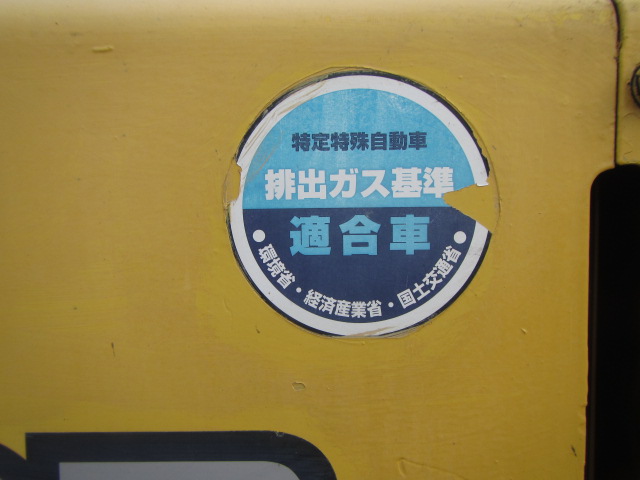 特定特殊自動車
排出ガス基準
適合車
●環境省・経済産業省・国土交通省●